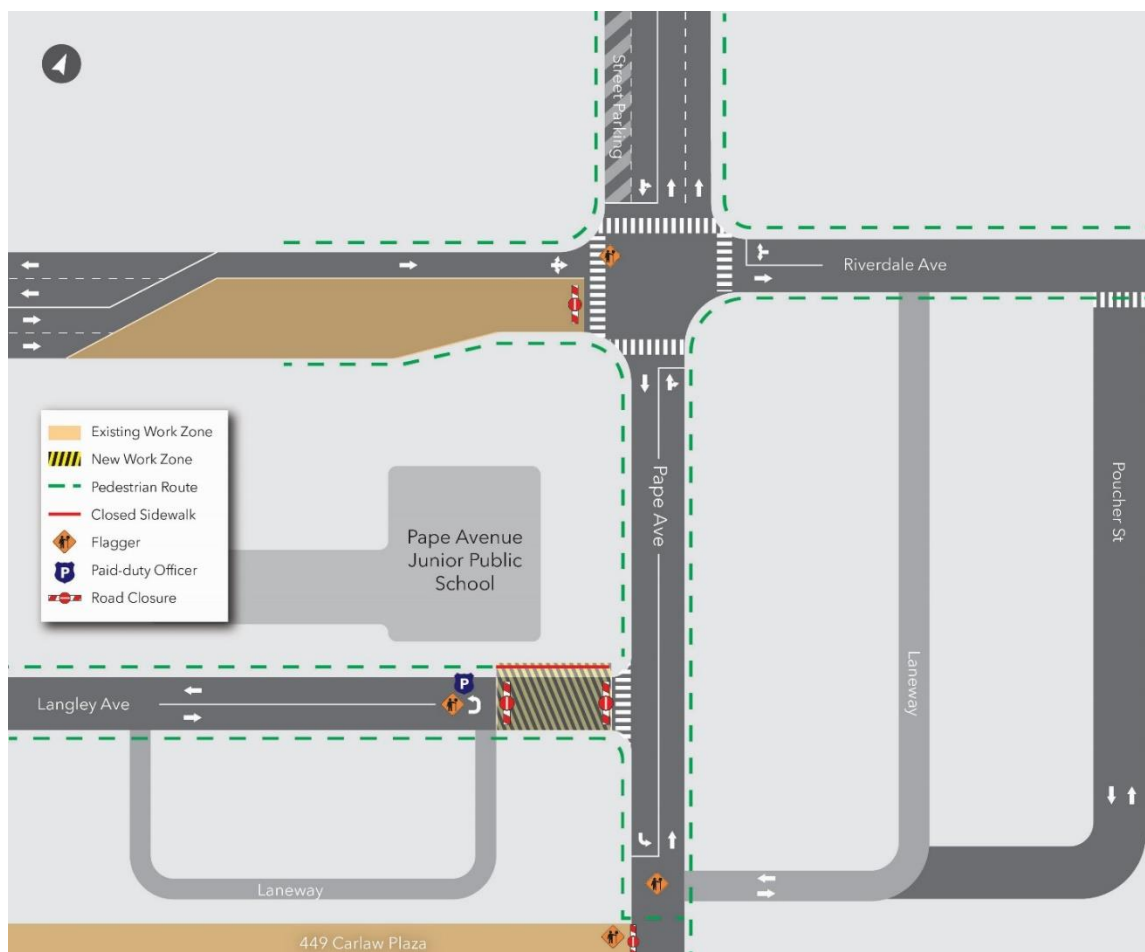 Street Parking
Riverdale Ave
Existing Work Zone
New Work Zone
Pedestrian Route
Closed Sidewalk
Flagger
P
Paid-duty Officer
Road Closure
Pape Avenue
Junior Public
School
Pape Ave
Poucher St
Laneway
P
Langley Ave
Laneway
449 Carlaw Plaza